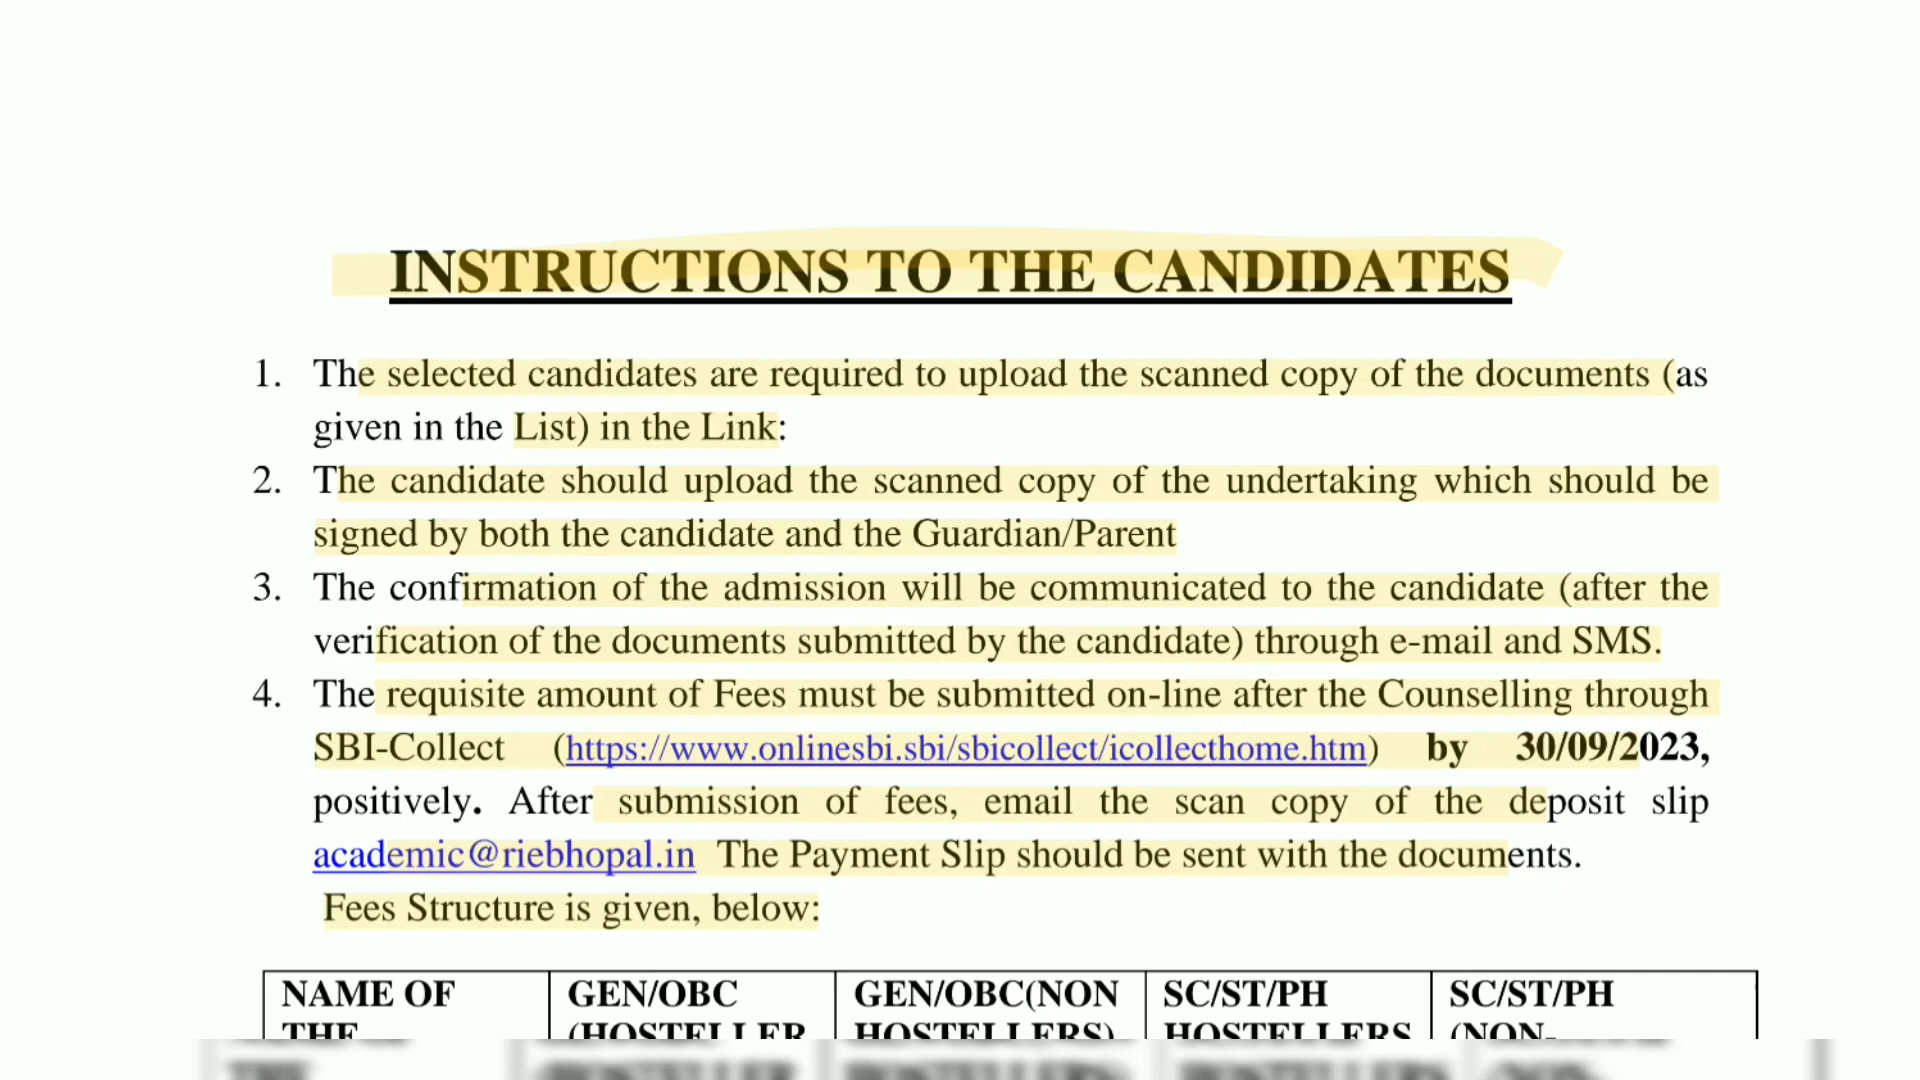 INSTRUCTIONS TO THE CANDIDATES
1. The selected candidates are required to upload the scanned copy of the documents (as
given in the List) in the Link:
2. The candidate should upload the scanned copy of the undertaking which should be
signed by both the candidate and the Guardian/Parent
3. The confirmation of the admission will be communicated to the candidate (after the
verification of the documents submitted by the candidate) through e-mail and SMS.
4. The requisite amount of Fees must be submitted on-line after the Counselling through
SBI-Collect (https://www.onlinesbi.sbi/sbicollect/icollecthome.htm) by 30/09/2023,
positively. After submission of fees, email the scan copy of the deposit slip
academic@riebhopal.in The Payment Slip should be sent with the documents.
Fees Structure is given, below:
NAME OF GEN/OBC GEN/OBC(NON SC/ST/PH SC/ST/PH
THE (HOSTELLER HOSTELLERS) HOSTELLERS (NON-